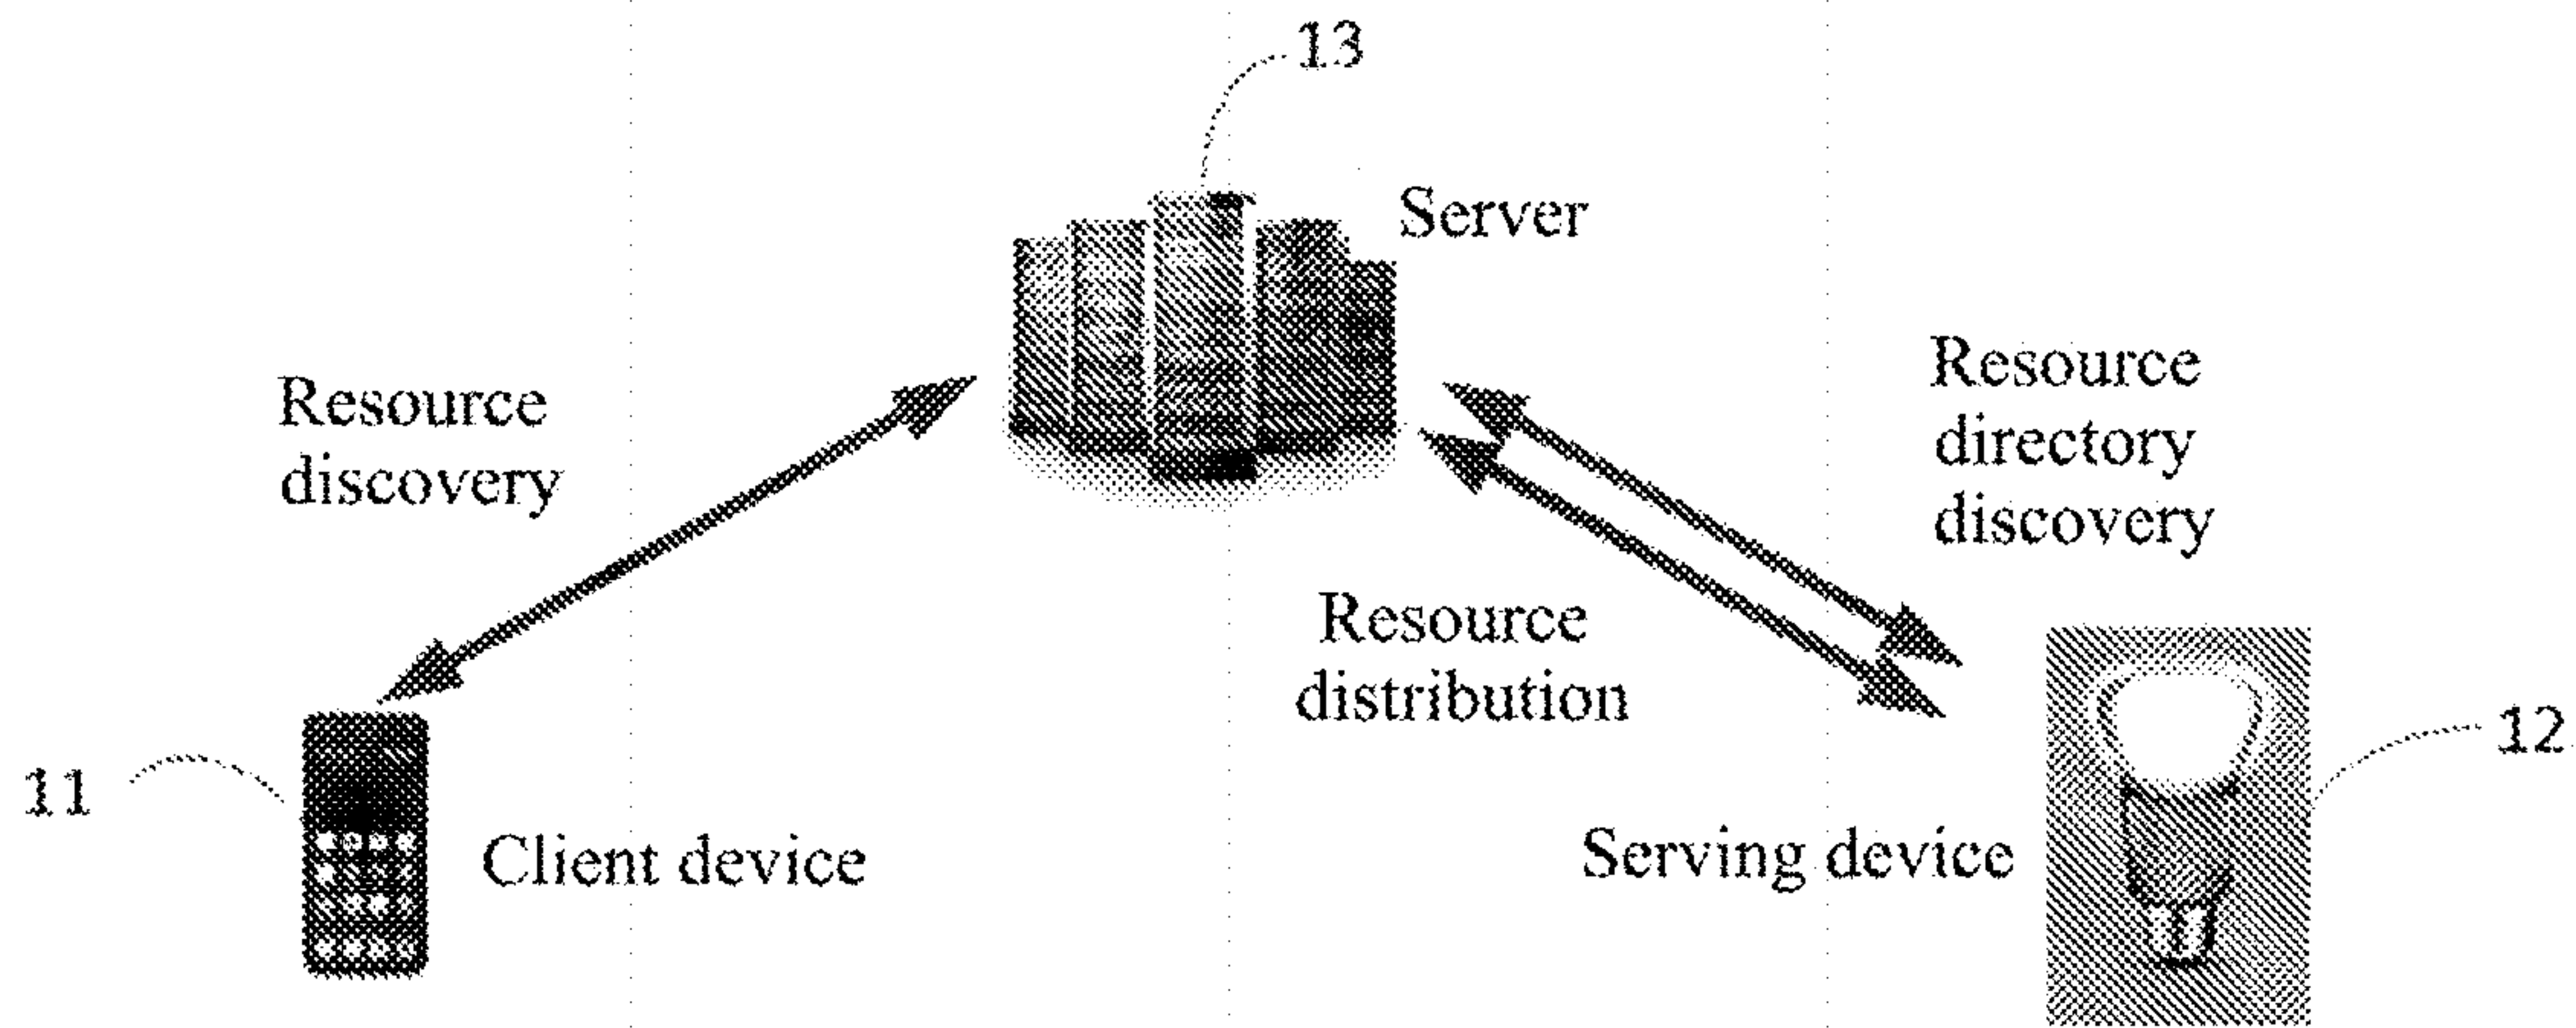 13
Server
Resource
discovery
Resource
directory
discovery
Resource
distribution
11
Client device
Serving device
12